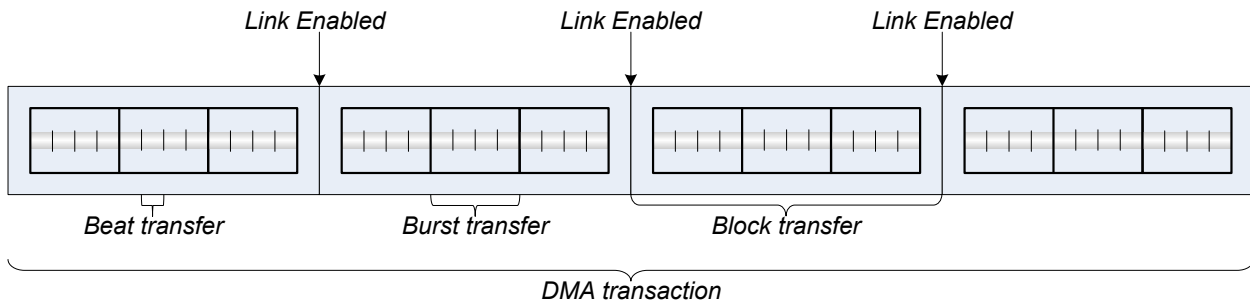 Link Enabled Link Enabled Link Enabled
Beat transfer Burst transfer Block transfer
DMA transaction